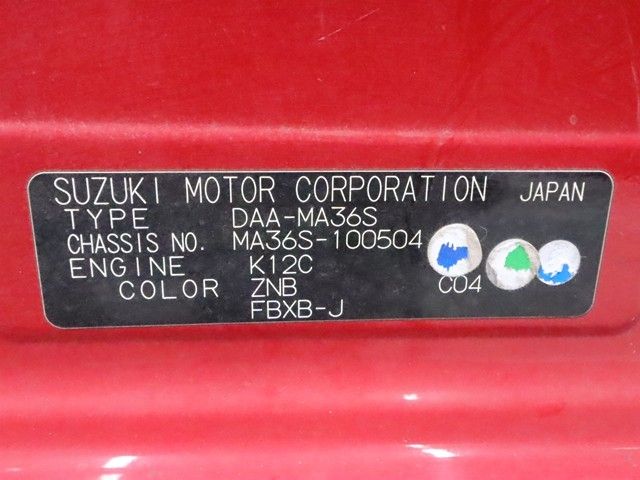 SUZUKI MOTOR CORPORATION JAPAN
TYPE DAA-MA36S
CHASSIS NO. MA36S-100504
ENGINE K12C
COLOR ZNB C04
FBXB-J